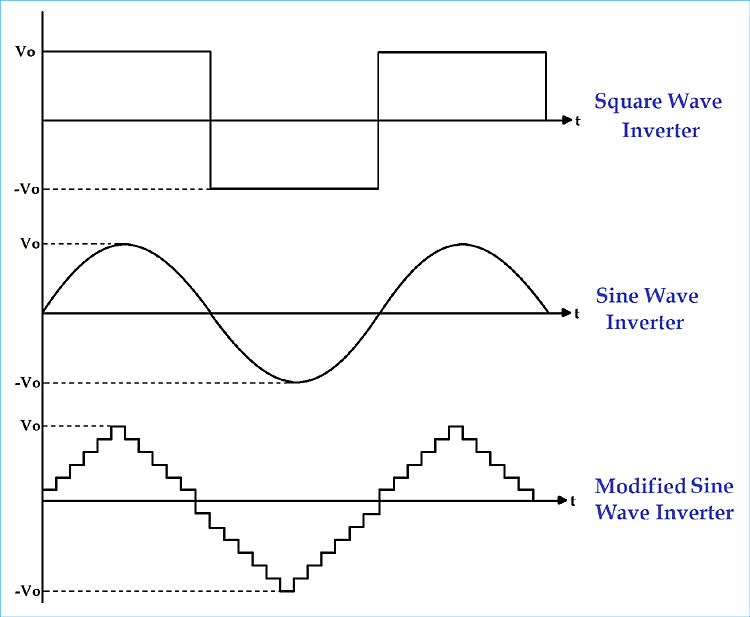 Vo
Square Wave
Inverter
t
-Vo
Vo
Sine Wave
Inverter
t
-Vo
Vo
Modified Sine
Wave Inverter
t
-Vo